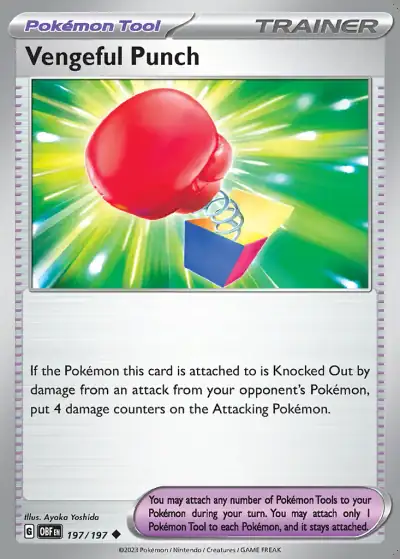 Pokémon Tool
TRAINER
Vengeful Punch
If the Pokémon this card is attached to is Knocked Out by
damage from an attack from your opponent's Pokémon,
put 4 damage counters on the Attacking Pokémon.
Illus. Ayaka Yoshida
G OBF EN 197/197
You may attach any number of Pokémon Tools to your
Pokémon during your turn. You may attach only 1
Pokémon Tool to each Pokémon, and it stays attached.
©2023 Pokémon / Nintendo / Creatures / GAME FREAK